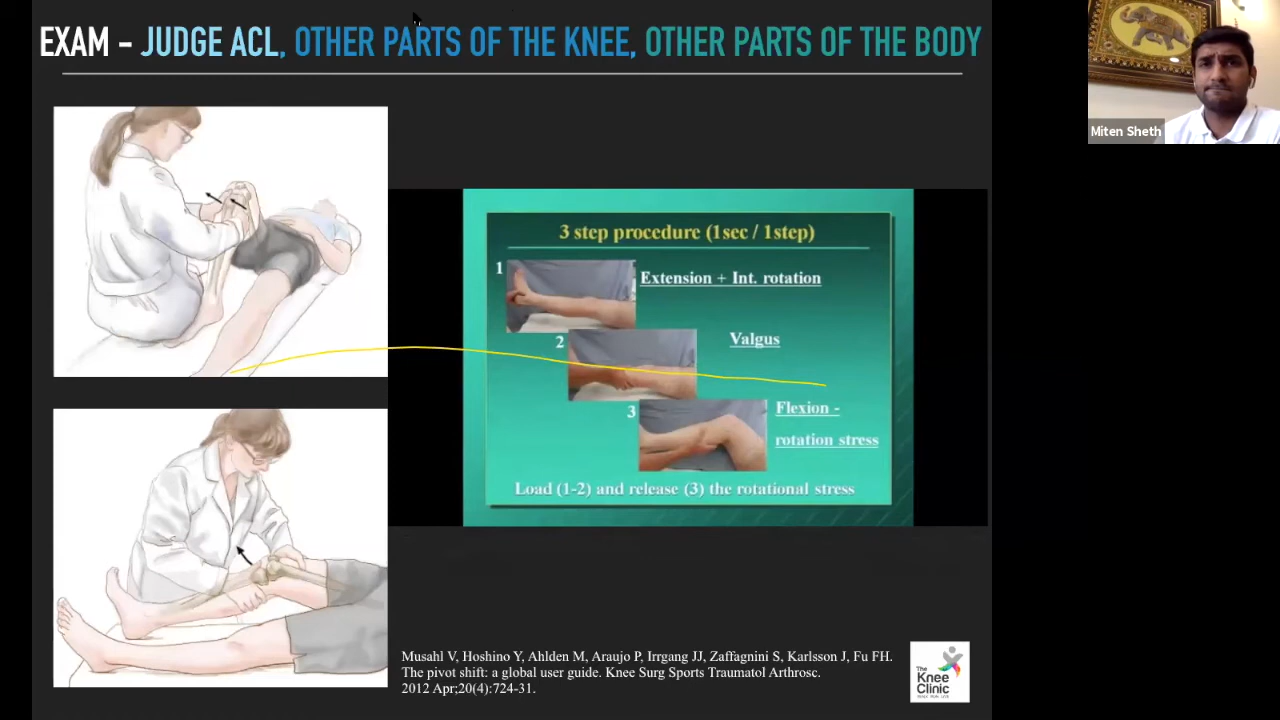 EXAM - JUDGE ACL, OTHER PARTS OF THE KNEE, OTHER PARTS OF THE BODY
Miten Sheth
3 step procedure (1sec / 1step)
1
Extension + Int. rotation
2
Valgus
3
Flexion -
rotation stress
Load (1-2) and release (3) the rotational stress
Musahl V, Hoshino Y, Ahlden M, Araujo P, Irrgang JJ, Zaffagnini S, Karlsson J, Fu FH.
The pivot shift: a global user guide. Knee Surg Sports Traumatol Arthrosc.
2012 Apr;20(4):724-31.
The
Knee
Clinic